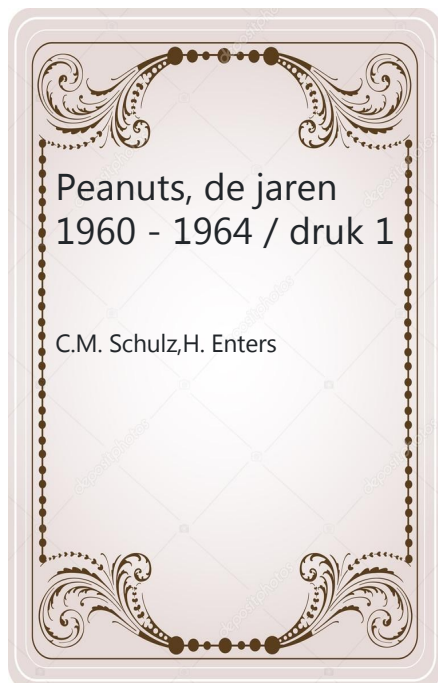 Peanuts, de jaren
1960 - 1964 / druk 1
C.M. Schulz,H. Enters